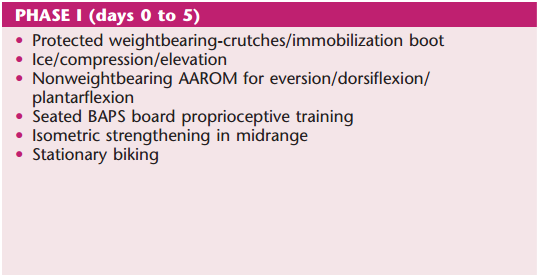 PHASE I (days 0 to 5)
• Protected weightbearing-crutches/immobilization boot
• Ice/compression/elevation
• Nonweightbearing AAROM for eversion/dorsiflexion/
plantarflexion
• Seated BAPS board proprioceptive training
• Isometric strengthening in midrange
• Stationary biking